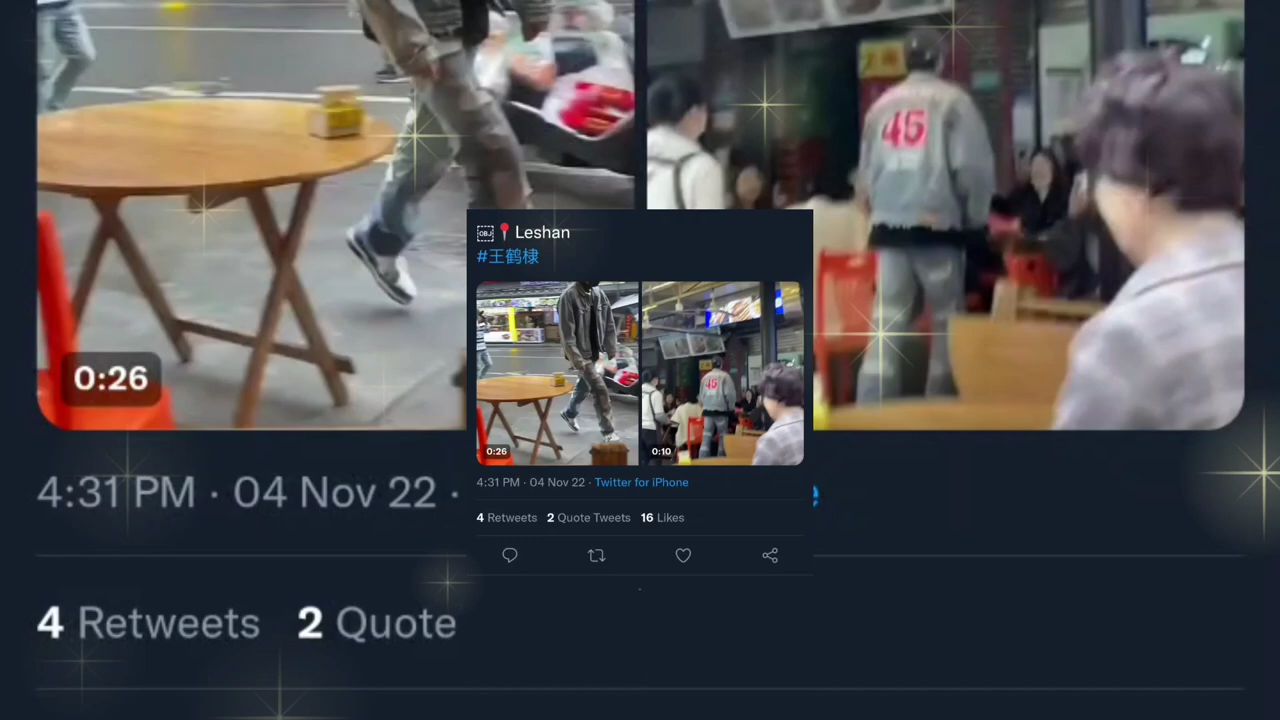 45
0:26
📍 Leshan
#王鹤棣
45
0:26
0:10
4:31 PM · 04 Nov 22 · Twitter for iPhone
4 Retweets 2 Quote Tweets 16 Likes
4:31 PM · 04 Nov 22 ·
4 Retweets 2 Quote